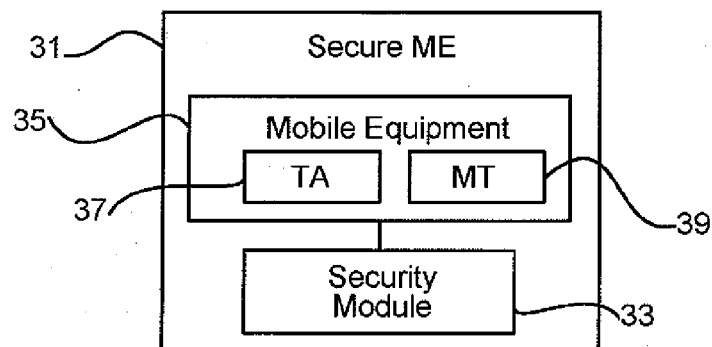 31
Secure ME
35
Mobile Equipment
TA
MT
37
39
Security
Module
33